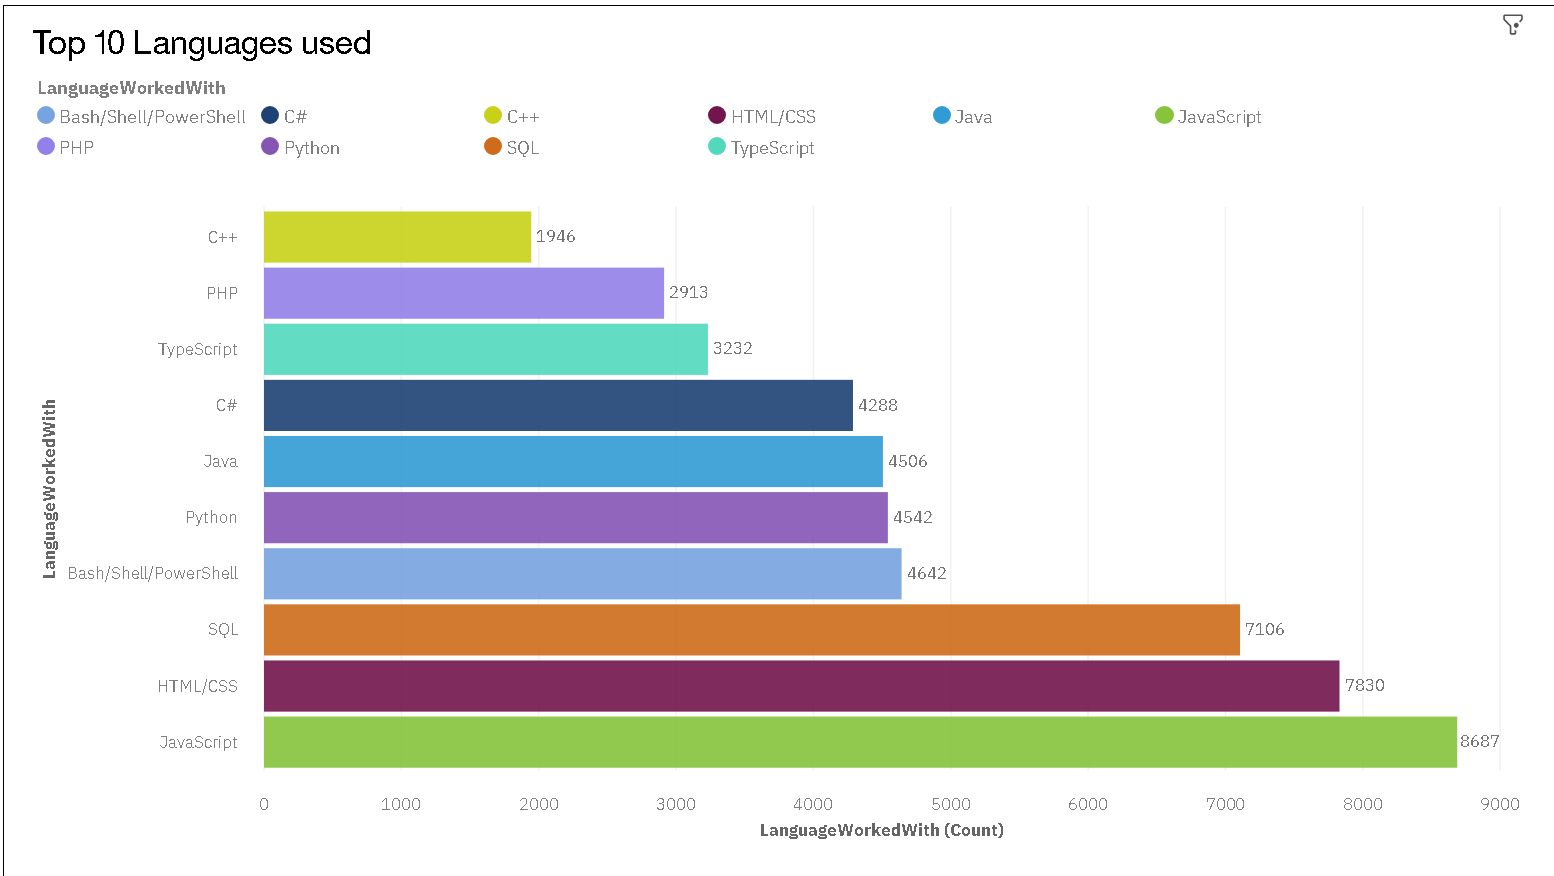 Top 10 Languages used
LanguageWorkedWith
Bash/Shell/PowerShell C# C++ HTML/CSS Java JavaScript
PHP Python SQL TypeScript
LanguageWorkedWith
C++ 1946
PHP 2913
TypeScript 3232
C# 4288
Java 4506
Python 4542
Bash/Shell/PowerShell 4642
SQL 7106
HTML/CSS 7830
JavaScript 8687
0 1000 2000 3000 4000 5000 6000 7000 8000 9000
LanguageWorkedWith (Count)